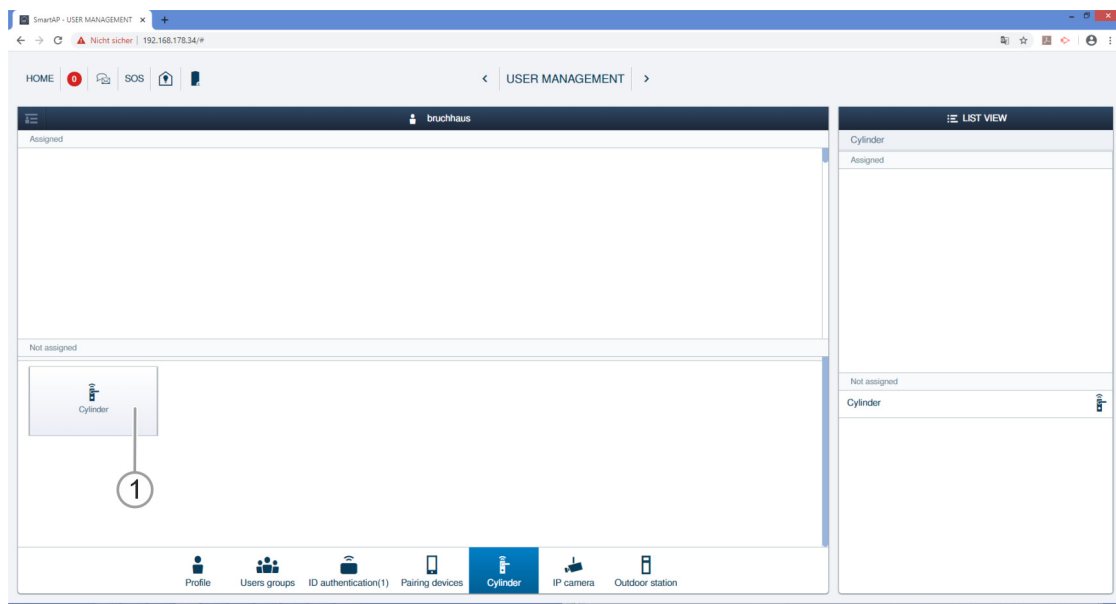 SmartAP - USER MANAGEMENT
Nicht sicher | 192.168.178.34/#
HOME 0 SOS
USER MANAGEMENT
bruchhaus
LIST VIEW
Assigned
Cylinder
Assigned
Not assigned
Cylinder
1
Not assigned
Cylinder
Profile Users groups ID authentication(1) Pairing devices Cylinder IP camera Outdoor station